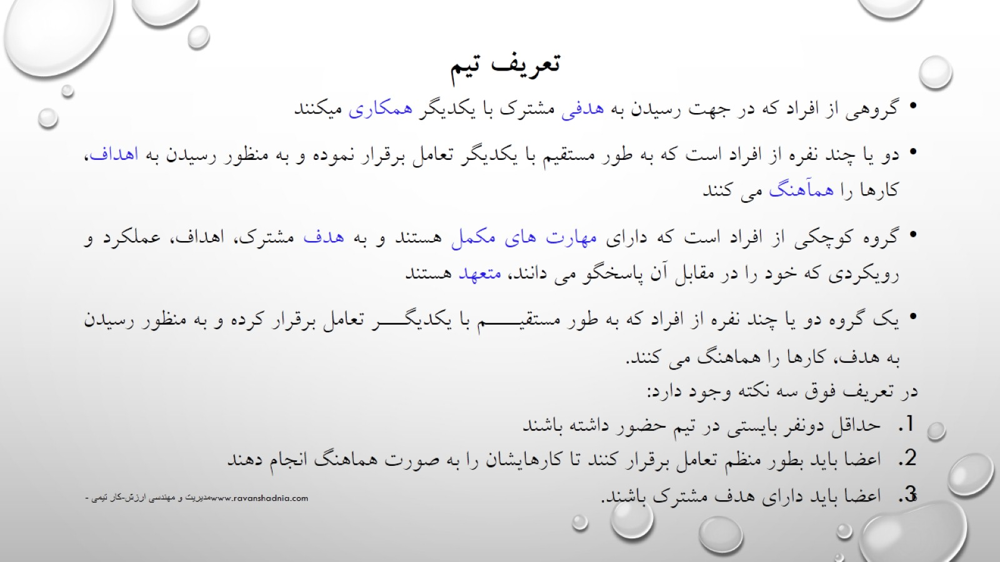 تعریف تیم
• گروهی از افراد که در جهت رسیدن به هدفی مشترک با یکدیگر همکاری میکنند
• دو یا چند نفره از افراد است که به طور مستقیم با یکدیگر تعامل برقرار نموده و به منظور رسیدن به اهداف،
کارها را همآهنگ می کنند
• گروه کوچکی از افراد است که دارای مهارت های مکمل هستند و به هدف مشترک، اهداف، عملکرد و
رویکردی که خود را در مقابل آن پاسخگو می دانند، متعهد هستند
• یک گروه دو یا چند نفره از افراد که به طور مستقیـــــم با یکدیگــــر تعامل برقرار کرده و به منظور رسیدن
به هدف، کارها را هماهنگ می کنند.
در تعریف فوق سه نکته وجود دارد:
1. حداقل دونفر بایستی در تیم حضور داشته باشند
2. اعضا باید بطور منظم تعامل برقرار کنند تا کارهایشان را به صورت هماهنگ انجام دهند
3. اعضا باید دارای هدف مشترک باشند.
مدیریت و مهندسی ارزش-کار تیمی - www.ravanshadnia.com